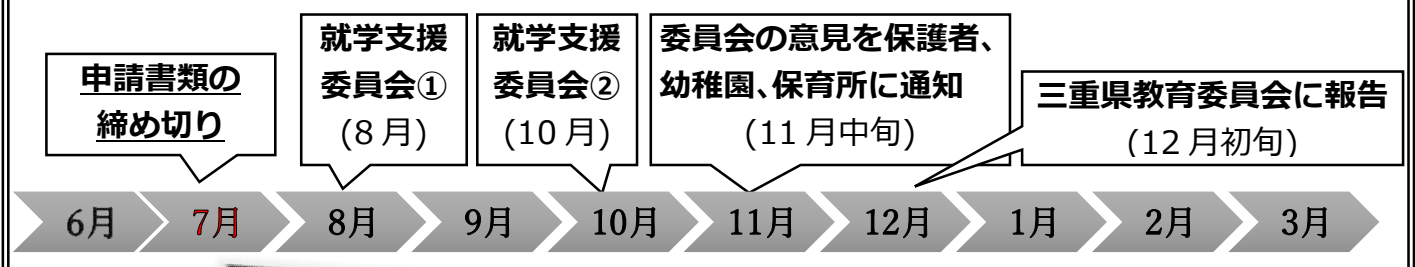 申請書類の
締め切り
就学支援
委員会①
(8月)
就学支援
委員会②
(10月)
委員会の意見を保護者、
幼稚園、保育所に通知
(11月中旬)
三重県教育委員会に報告
(12月初旬)
6月 7月 8月 9月 10月 11月 12月 1月 2月 3月